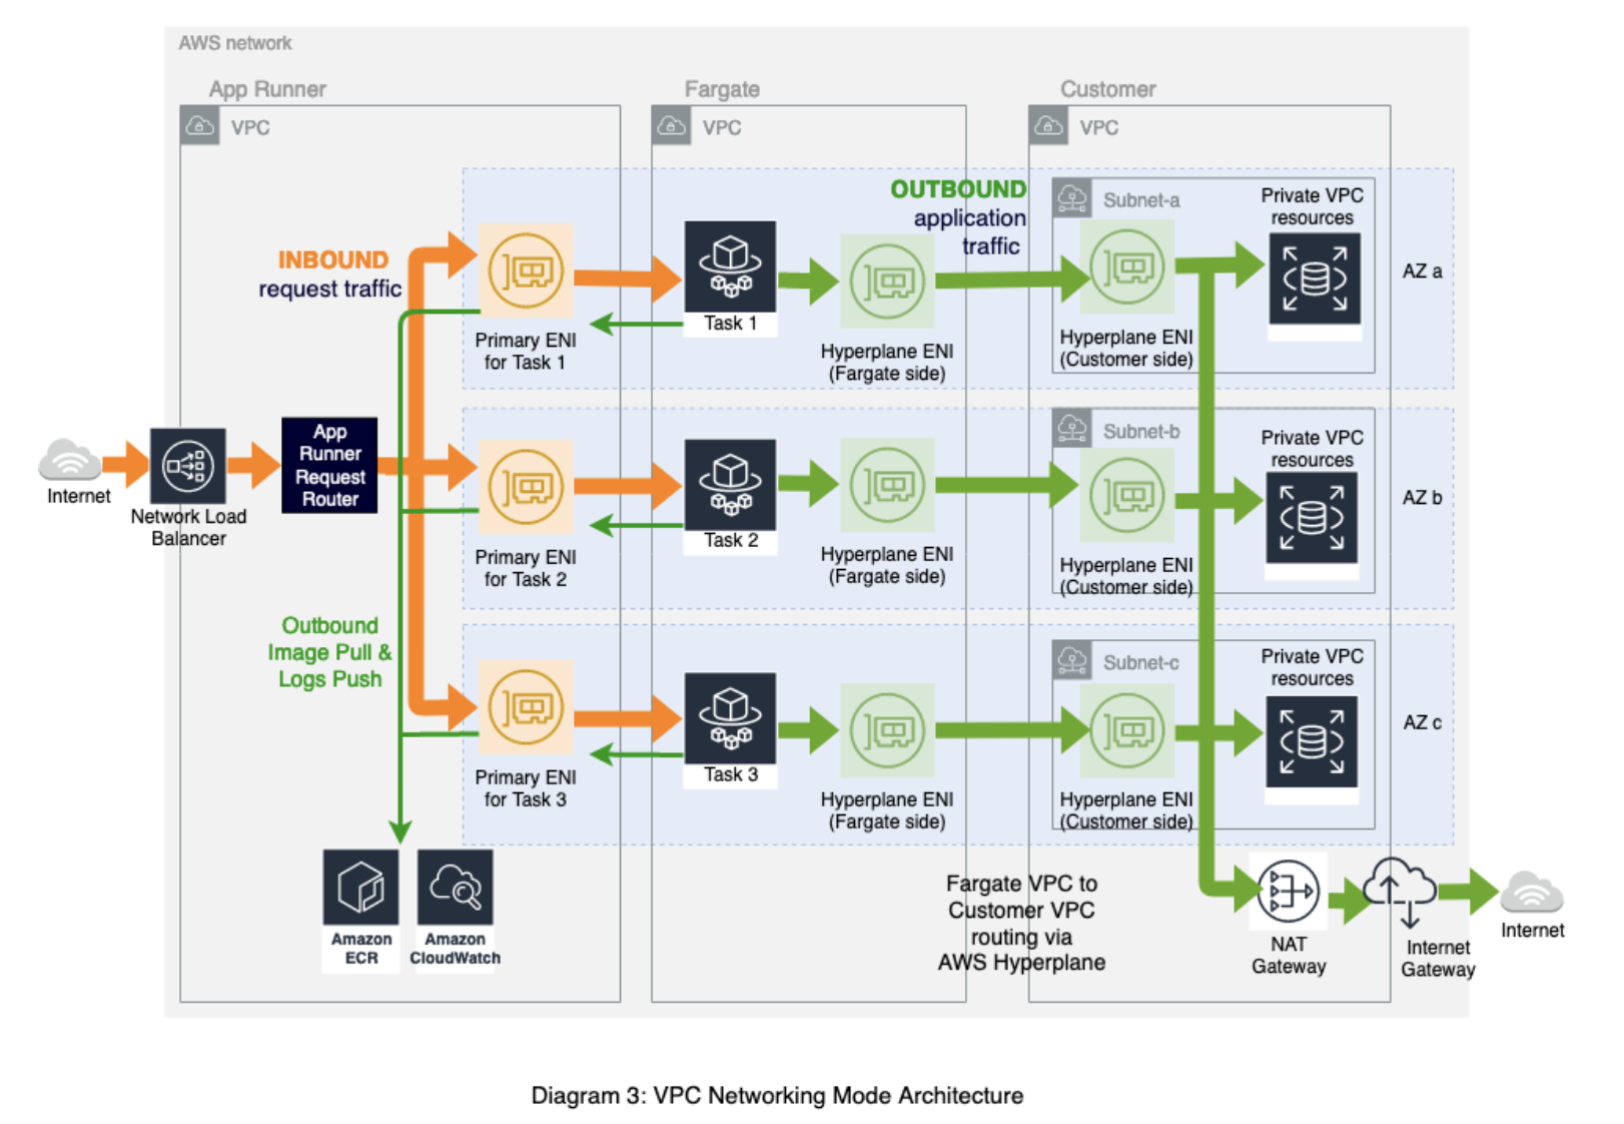 AWS network
App Runner
Fargate
Customer
VPC
VPC
VPC
OUTBOUND
application
traffic
INBOUND
request traffic
Primary ENI
for Task 1
Task 1
Hyperplane ENI
(Fargate side)
Subnet-a
Hyperplane ENI
(Customer side)
Private VPC
resources
AZ a
Internet
Network Load
Balancer
App
Runner
Request
Router
Primary ENI
for Task 2
Task 2
Hyperplane ENI
(Fargate side)
Subnet-b
Hyperplane ENI
(Customer side)
Private VPC
resources
AZ b
Outbound
Image Pull &
Logs Push
Primary ENI
for Task 3
Task 3
Hyperplane ENI
(Fargate side)
Subnet-c
Hyperplane ENI
(Customer side)
Private VPC
resources
AZ c
Amazon
ECR
Amazon
CloudWatch
Fargate VPC to
Customer VPC
routing via
AWS Hyperplane
NAT
Gateway
Internet
Gateway
Internet
Diagram 3: VPC Networking Mode Architecture